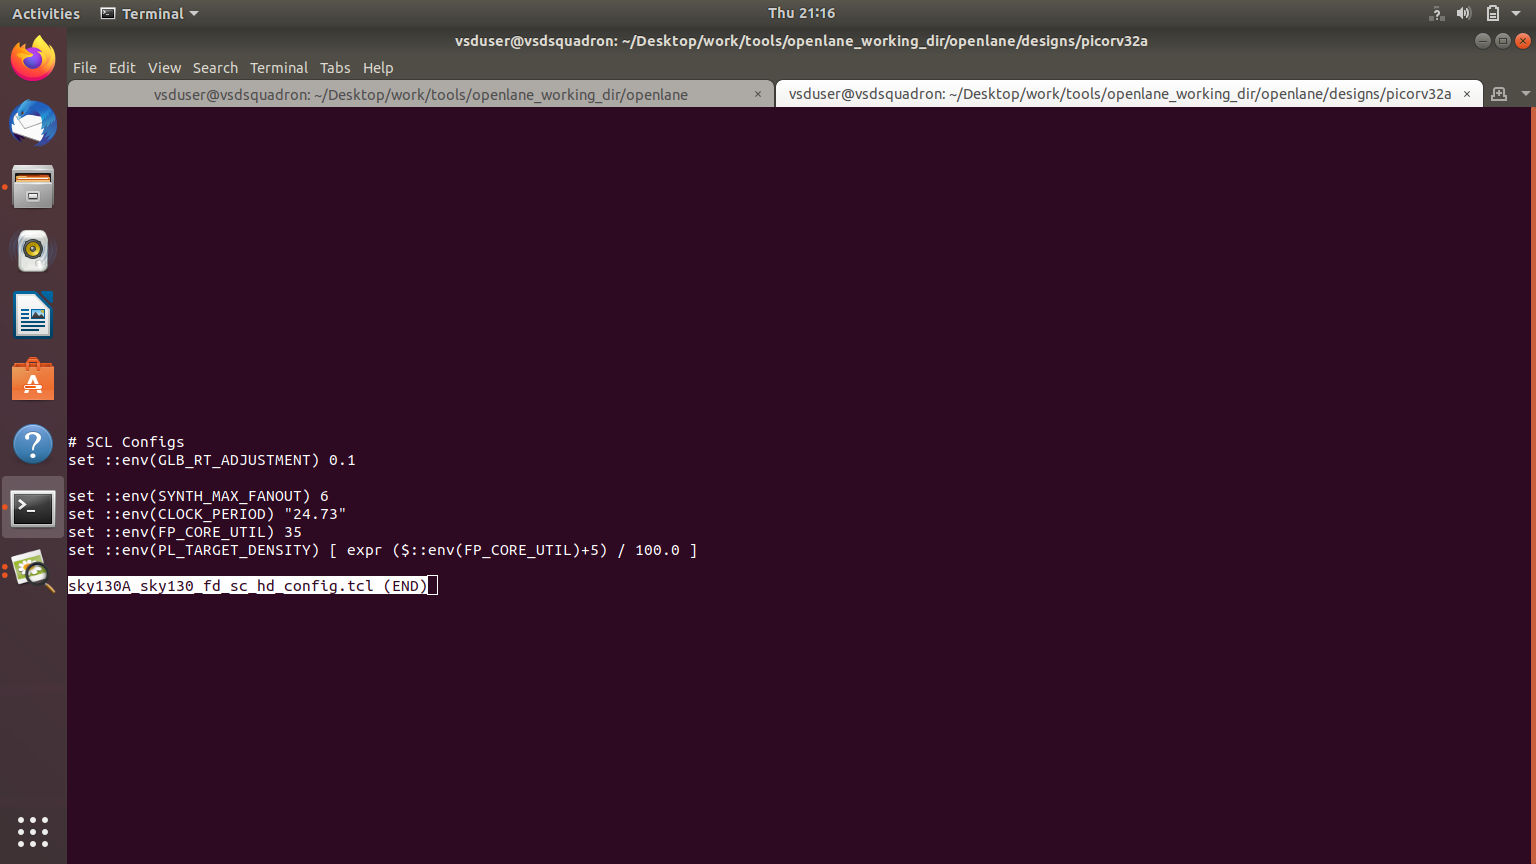 Activities Terminal Thu 21:16
vsduser@vsdsquadron: ~/Desktop/work/tools/openlane_working_dir/openlane/designs/picorv32a
File Edit View Search Terminal Tabs Help
vsduser@vsdsquadron: ~/Desktop/work/tools/openlane_working_dir/openlane × vsduser@vsdsquadron: ~/Desktop/work/tools/openlane_working_dir/openlane/designs/picorv32a ×
# SCL Configs
set ::env(GLB_RT_ADJUSTMENT) 0.1
set ::env(SYNTH_MAX_FANOUT) 6
set ::env(CLOCK_PERIOD) "24.73"
set ::env(FP_CORE_UTIL) 35
set ::env(PL_TARGET_DENSITY) [ expr ($::env(FP_CORE_UTIL)+5) / 100.0 ]
sky130A_sky130_fd_sc_hd_config.tcl (END)